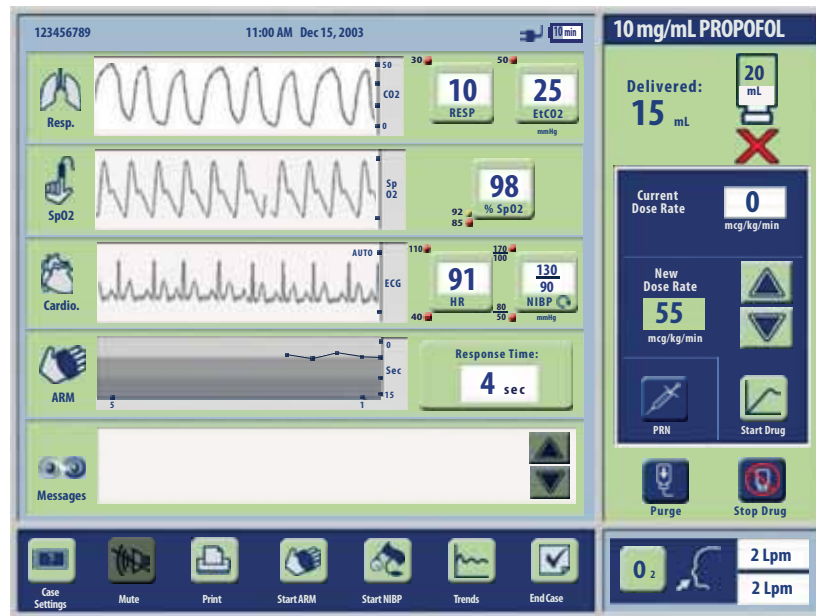 123456789
11:00 AM Dec 15, 2003
10 min
10 mg/mL PROPOFOL
Resp.
50
CO2
0
30
10
RESP
50
25
EtCO2
mmHg
Delivered:
15 mL
20
mL
SpO2
Sp
O2
98
% SpO2
92
85
Current
Dose Rate
0
mcg/kg/min
Cardio.
AUTO
ECG
110
40
91
HR
170
100
80
50
130
90
NIBP
mmHg
New
Dose Rate
55
mcg/kg/min
ARM
0
Sec
15
5
1
Response Time:
4 sec
PRN
Start Drug
Messages
Purge
Stop Drug
Case
Settings
Mute
Print
Start ARM
Start NIBP
Trends
End Case
O2
2 Lpm
2 Lpm